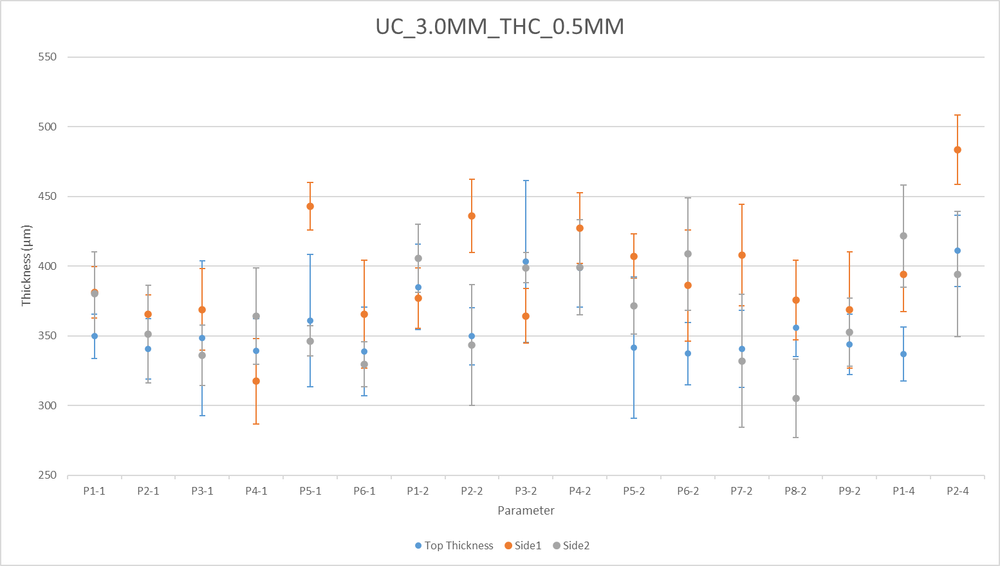 UC_3.0MM_THC_0.5MM
550
500
450
400
350
300
250
Thickness (µm)
P1-1 P2-1 P3-1 P4-1 P5-1 P6-1 P1-2 P2-2 P3-2 P4-2 P5-2 P6-2 P7-2 P8-2 P9-2 P1-4 P2-4
Parameter
Top Thickness Side1 Side2